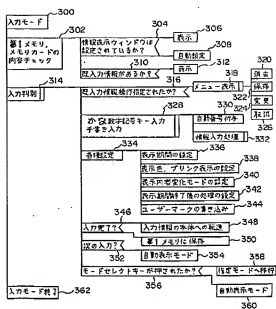 300
入力モード
302
第1メモリ、
メモリカードの内容チェック
304
情報表示ウィンドウは
設定されているか?
306
表示
308
自動設定
310
既入力情報があるか?
312
表示
314
入力判別
316
既入力情報修行指定されたか?
318
メニュー表示
320
消去
322
保存
324
変更
326
取消
328
かな数字記号キー入力
手書き入力
330
自動番号付手
332
情報入力処理
334
各種設定
336
表示期間の設定
338
表示色、ブリンク表示の設定
340
表示内容変化モードの設定
342
表示期間終了後の処理の設定
344
ユーザーマークの書き込み
346
入力完了?
348
入力情報の本体への転送
350
第1メモリに保存
352
次の入力?
354
自動表示モード
356
モードセレクトキーが押されたか?
358
指定モードへ移行
360
自動表示モード
362
入力モード終了